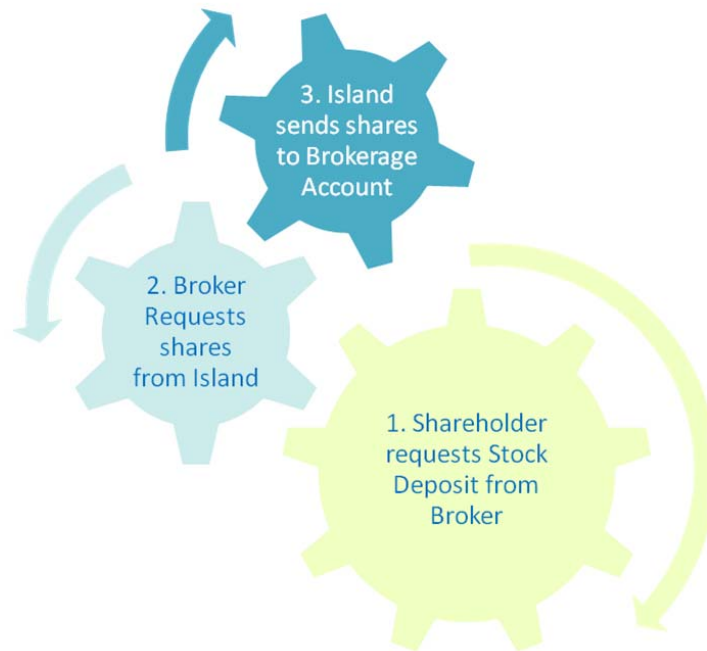 3. Island
sends shares
to Brokerage
Account
2. Broker
Requests
shares
from Island
1. Shareholder
requests Stock
Deposit from
Broker